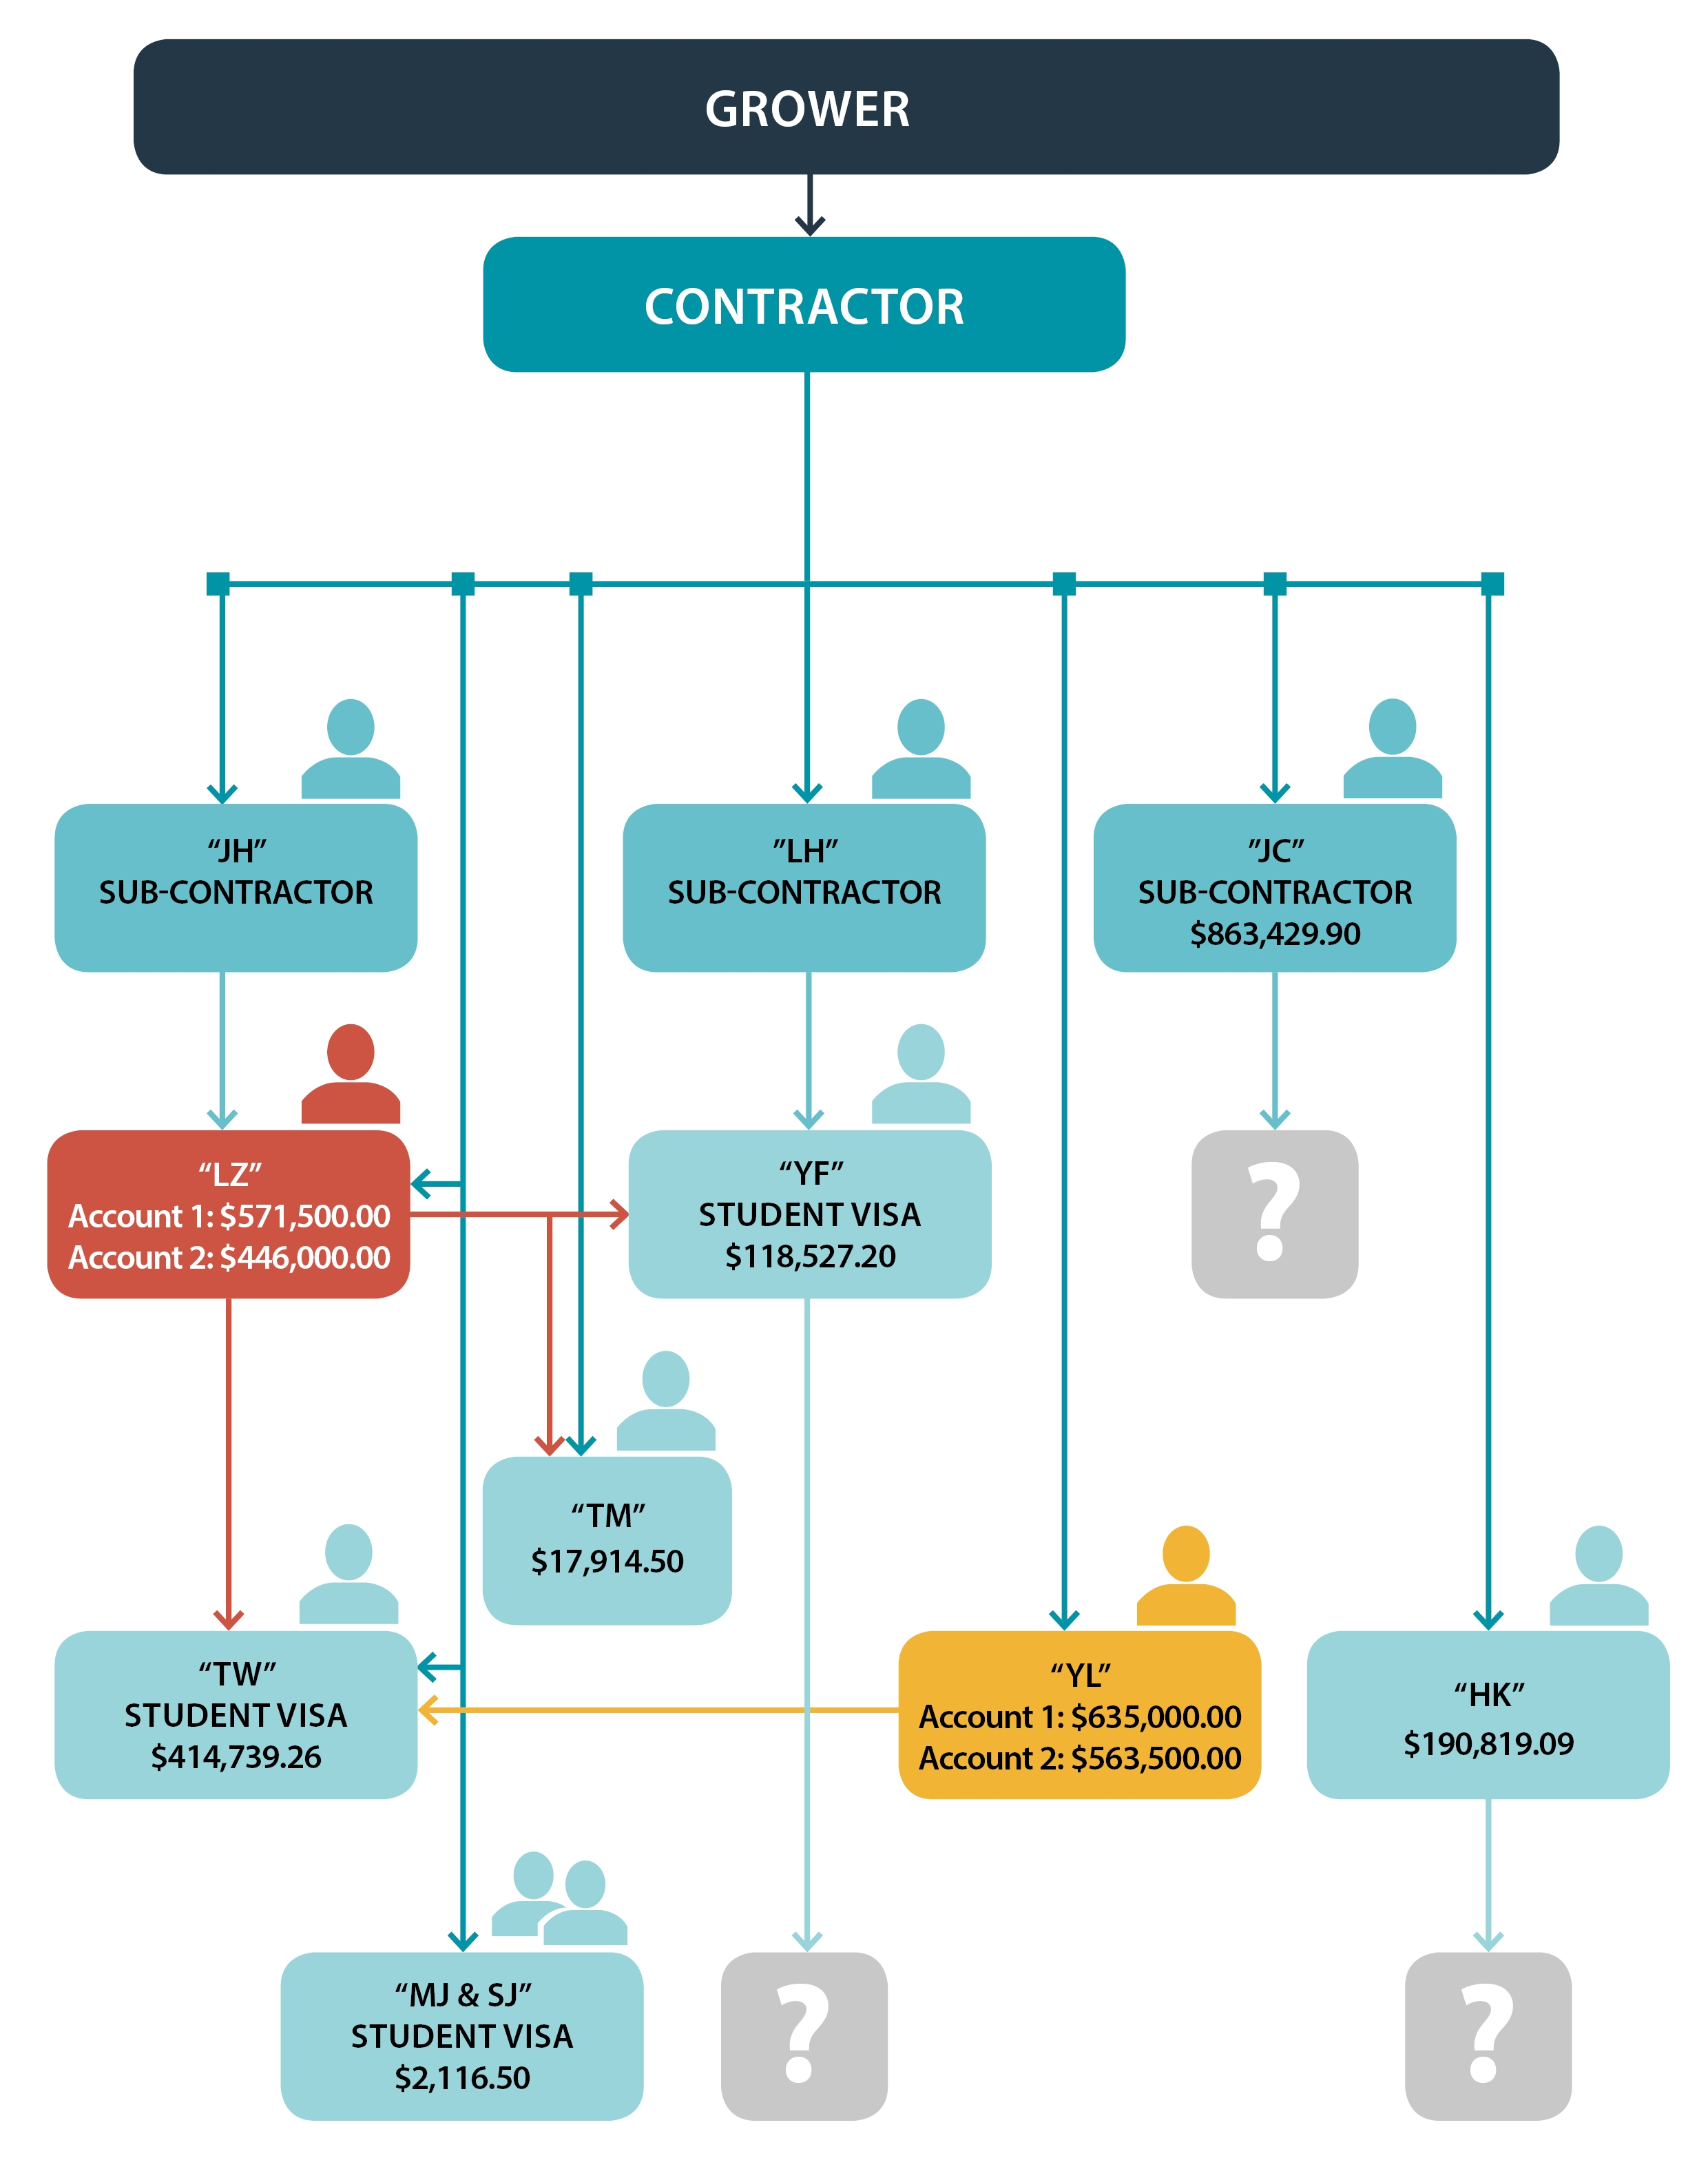 GROWER
CONTRACTOR
“JH”
SUB-CONTRACTOR
”LH”
SUB-CONTRACTOR
”JC”
SUB-CONTRACTOR
$863,429.90
“LZ”
Account 1: $571,500.00
Account 2: $446,000.00
“YF”
STUDENT VISA
$118,527.20
?
“TM”
$17,914.50
“TW”
STUDENT VISA
$414,739.26
“YL”
Account 1: $635,000.00
Account 2: $563,500.00
“HK”
$190,819.09
“MJ & SJ”
STUDENT VISA
$2,116.50
?
?